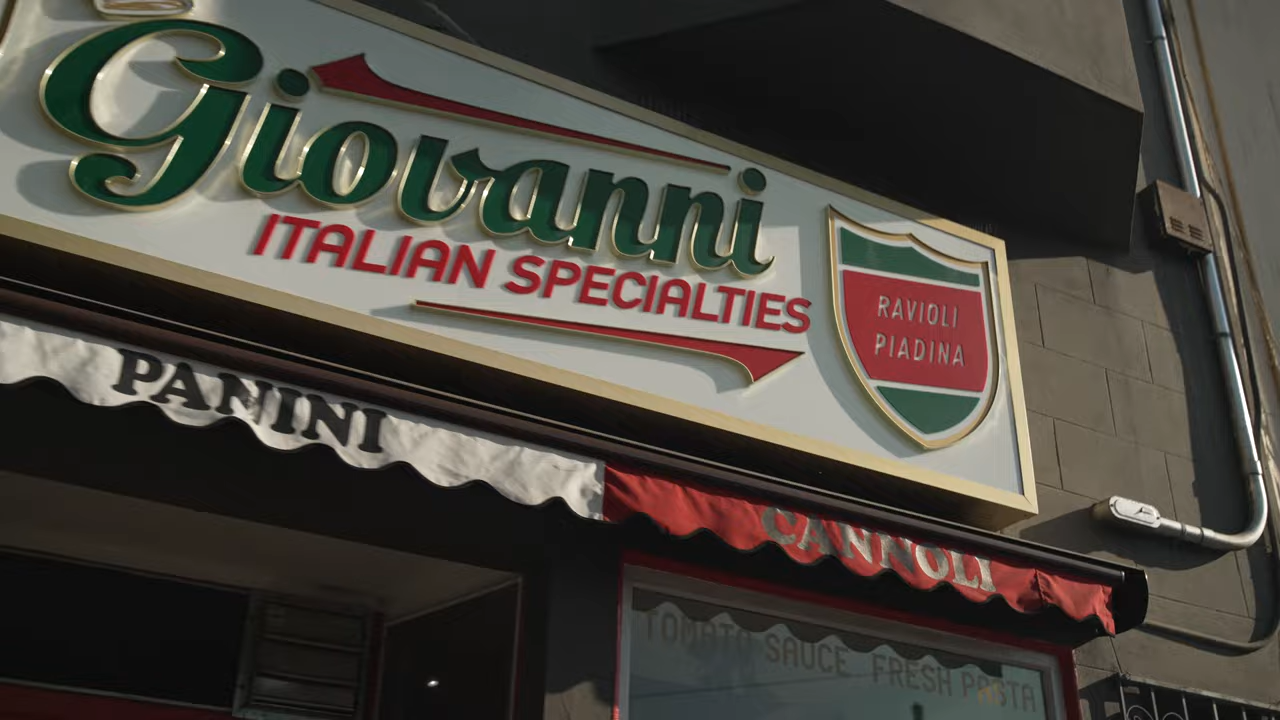 Giovanni
ITALIAN SPECIALTIES
RAVIOLI
PIADINA
PANINI
CANNOLI
TOMATO SAUCE FRESH PASTA